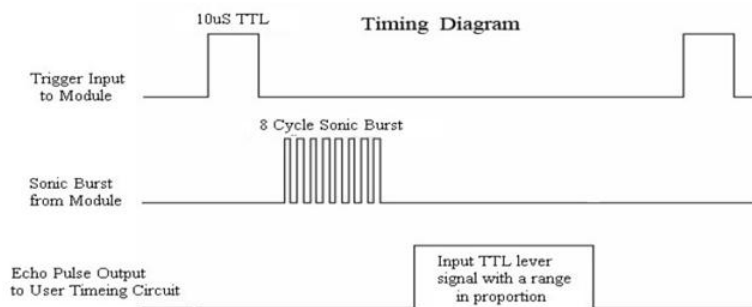 10uS TTL
Timing Diagram
Trigger Input
to Module
8 Cycle Sonic Burst
Sonic Burst
from Module
Echo Pulse Output
to User Timeing Circuit
Input TTL lever
signal with a range
in proportion